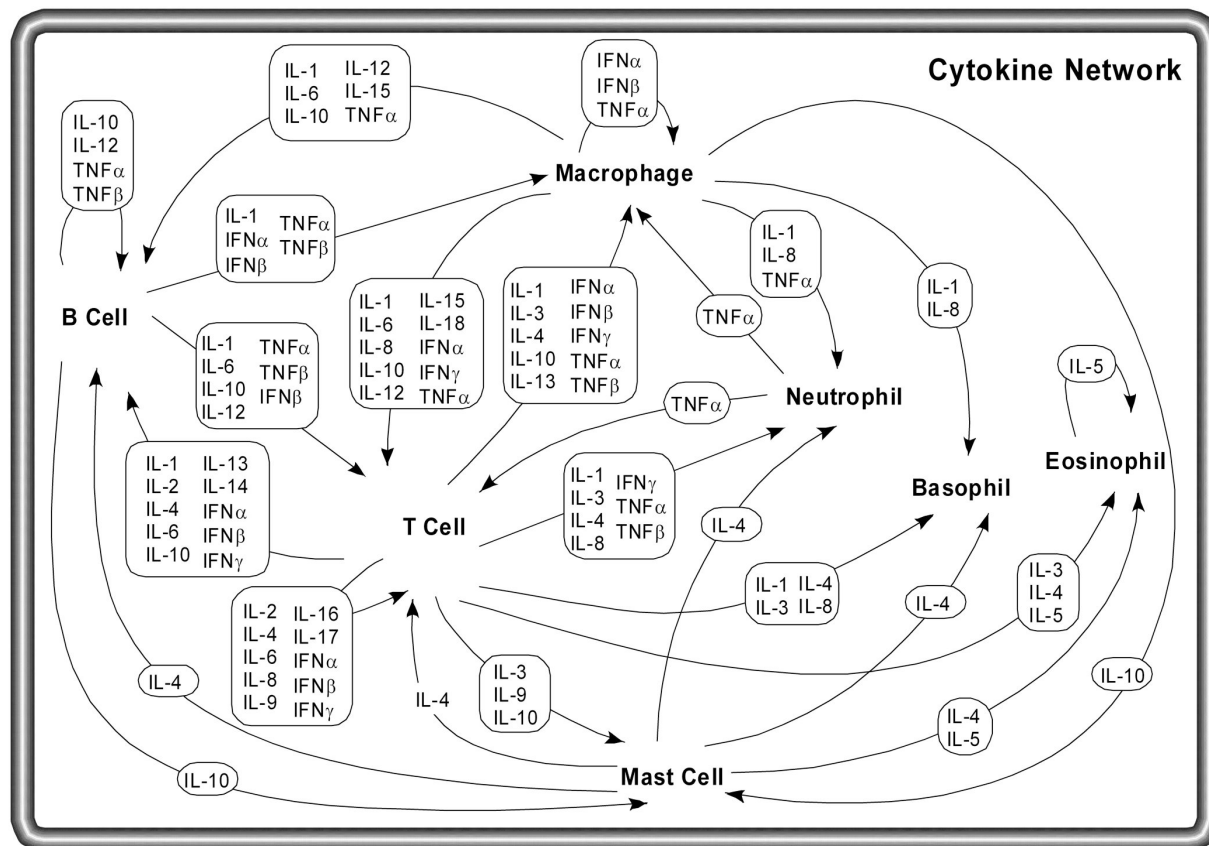 Cytokine Network
IL-1 IL-12
IL-6 IL-15
IL-10 TNFα
IFNα
IFNβ
TNFα
IL-10
IL-12
TNFα
TNFβ
Macrophage
IL-1 TNFα
IFNα TNFβ
IFNβ
IL-1
IL-8
TNFα
IL-1
IL-8
B Cell
IL-1 IL-15
IL-6 IL-18
IL-8 IFNα
IL-10 IFNγ
IL-12 TNFα
IL-1 IFNα
IL-3 IFNβ
IL-4 IFNγ
IL-10 TNFα
IL-13 TNFβ
TNFα
IL-1 TNFα
IL-6 TNFβ
IL-10 IFNβ
IL-12
IL-5
TNFα
Neutrophil
Eosinophil
Basophil
IL-1 IL-13
IL-2 IL-14
IL-4 IFNα
IL-6 IFNβ
IL-10 IFNγ
T Cell
IL-1 IFNγ
IL-3 TNFα
IL-4 TNFβ
IL-8
IL-4
IL-1 IL-4
IL-3 IL-8
IL-4
IL-3
IL-4
IL-5
IL-2 IL-16
IL-4 IL-17
IL-6 IFNα
IL-8 IFNβ
IL-9 IFNγ
IL-4
IL-4
IL-3
IL-9
IL-10
IL-10
IL-4
IL-5
IL-10
Mast Cell